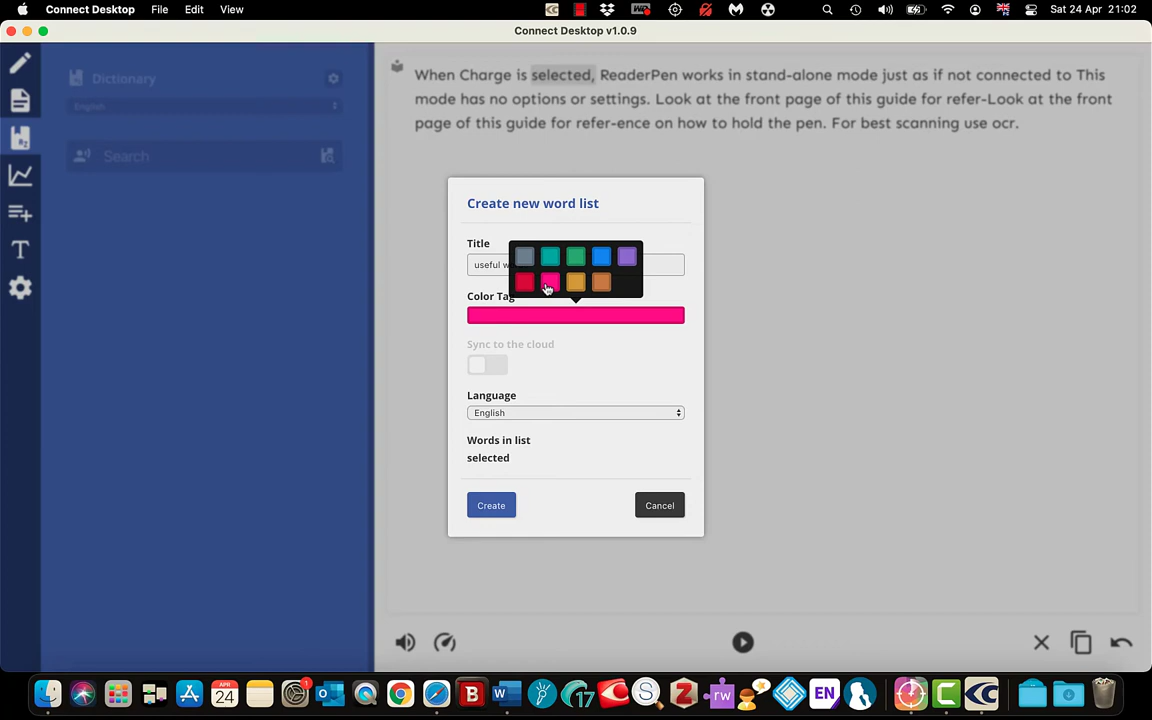 Connect Desktop File Edit View
Sat 24 Apr 21:02
Connect Desktop v1.0.9
Dictionary
English
Search
When Charge is selected, ReaderPen works in stand-alone mode just as if not connected to This
mode has no options or settings. Look at the front page of this guide for refer-Look at the front
page of this guide for refer-ence on how to hold the pen. For best scanning use ocr.
Create new word list
Title
useful w
Color Tag
Sync to the cloud
Language
English
Words in list
selected
Create
Cancel
APR
24
1
17
W
EN
rw